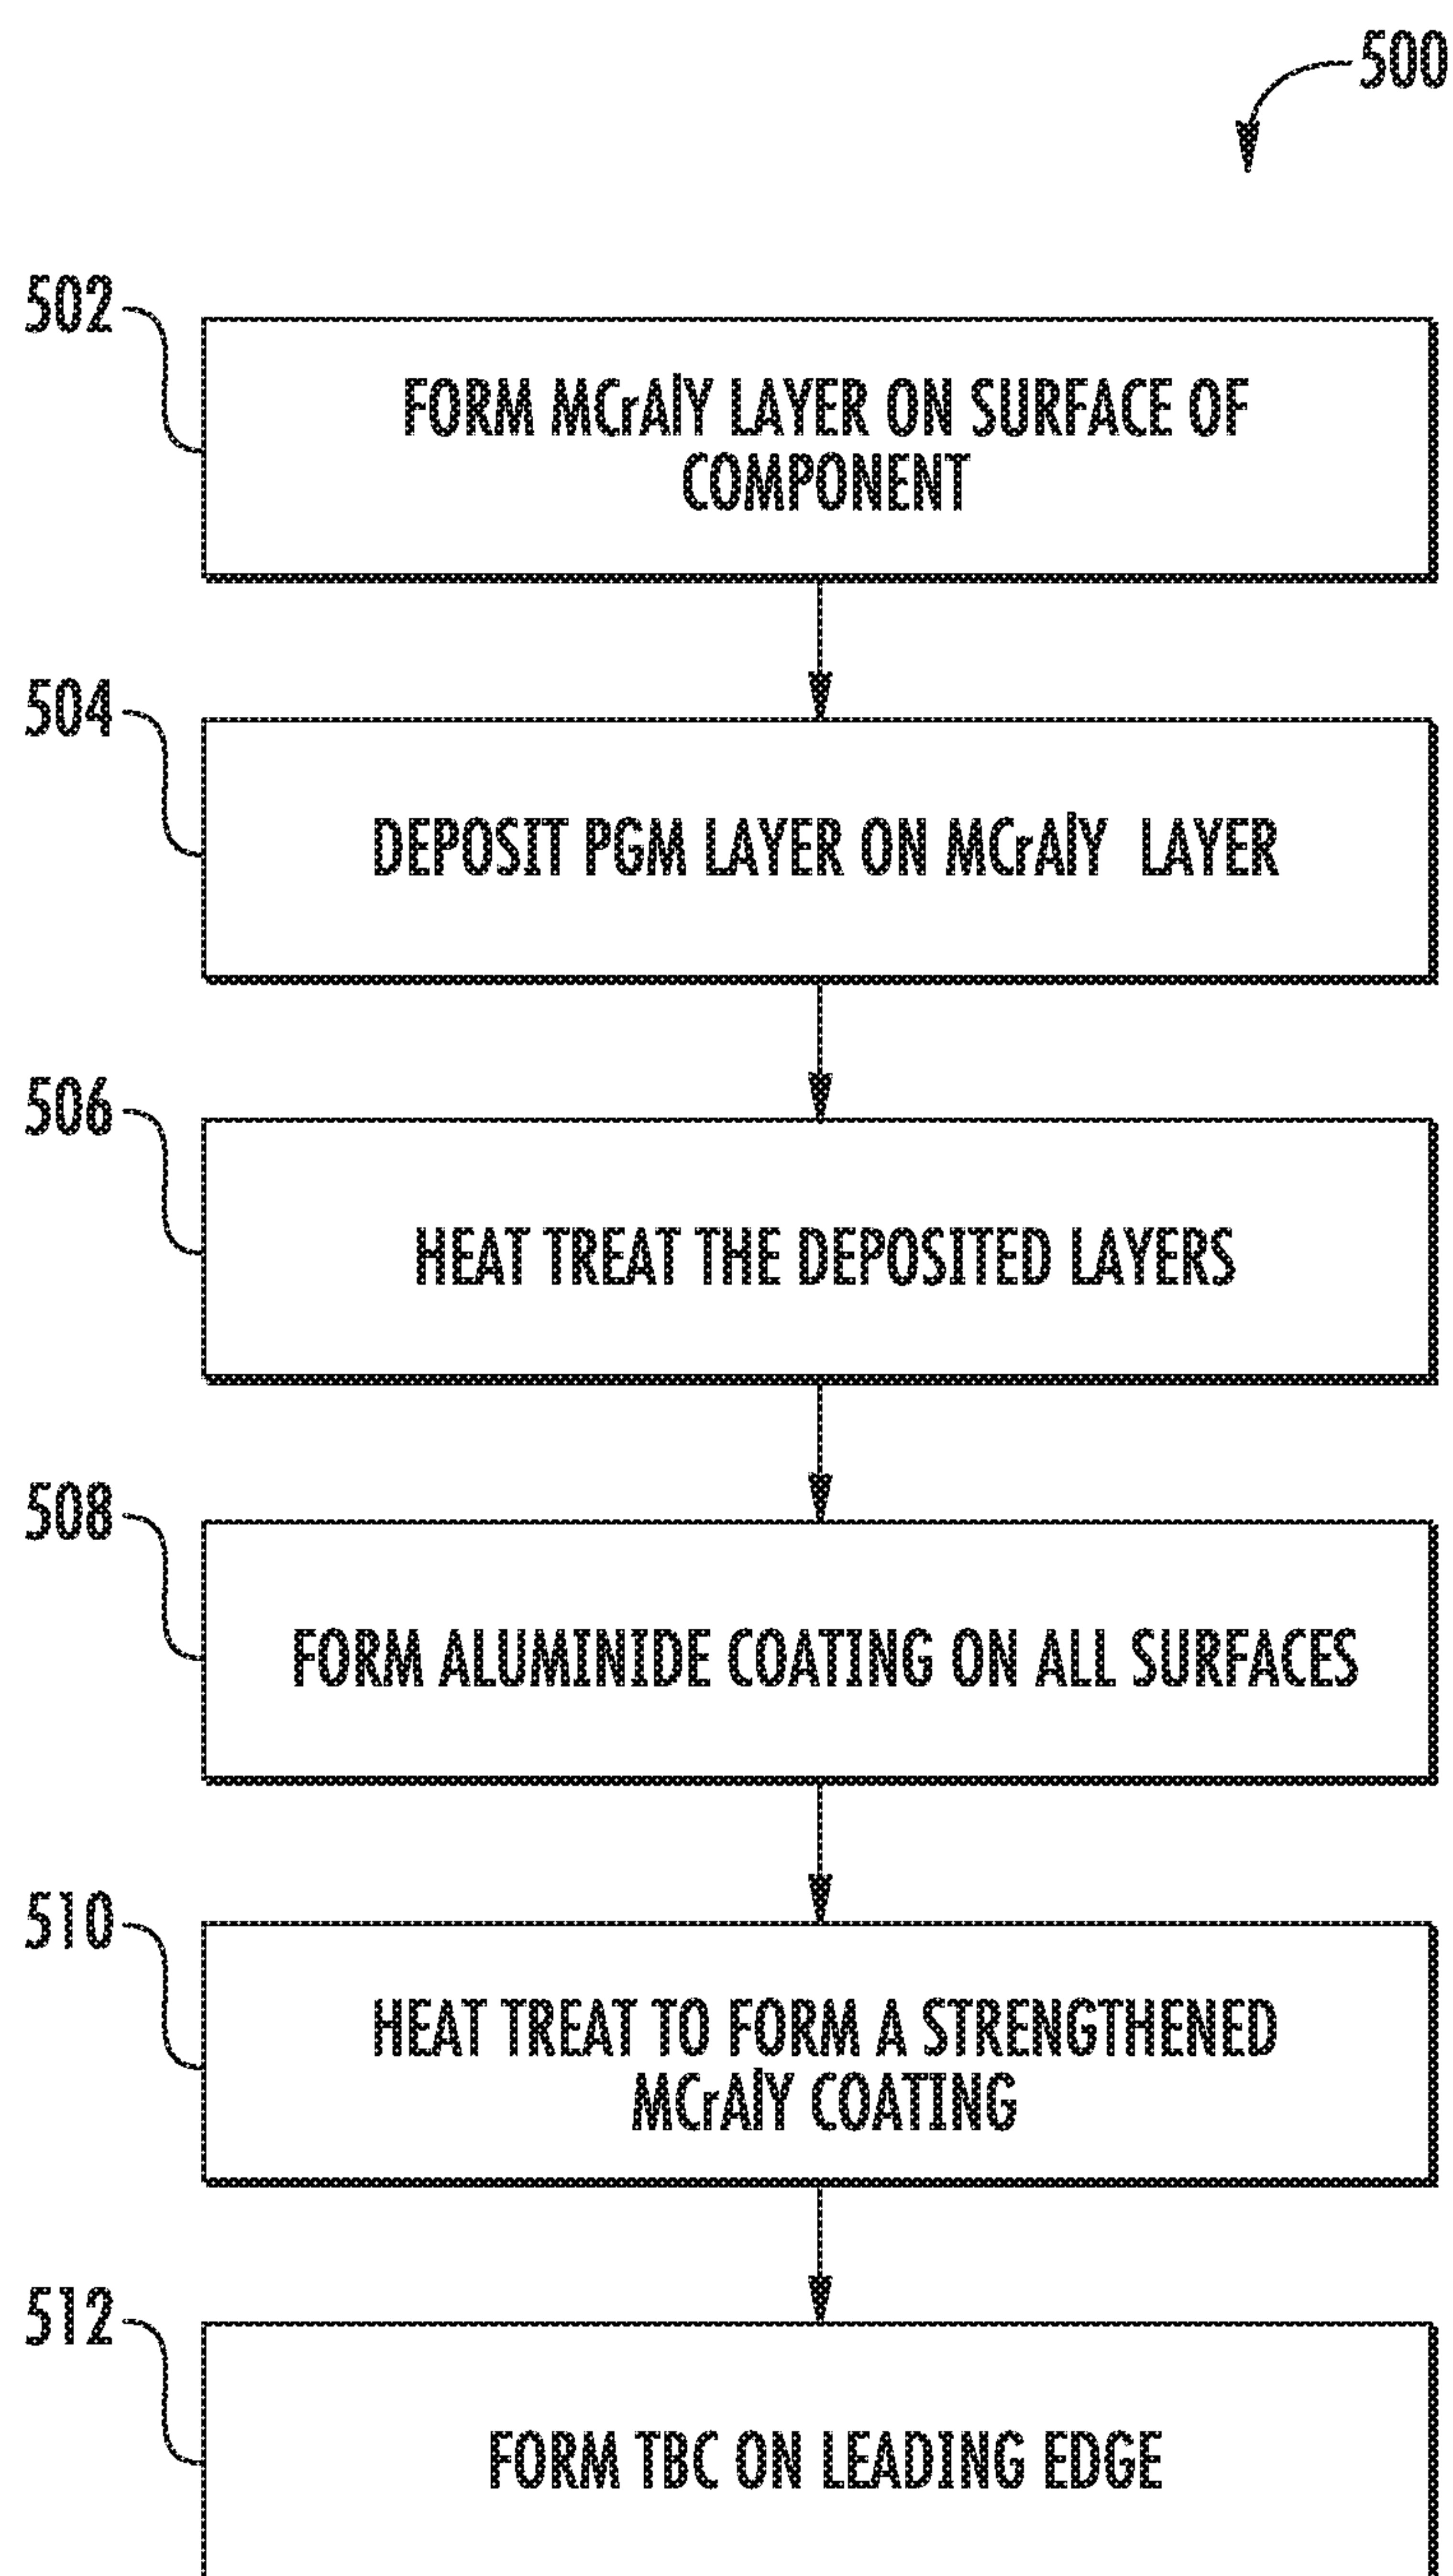 500
502
FORM MCrAlY LAYER ON SURFACE OF
COMPONENT
504
DEPOSIT PGM LAYER ON MCrAlY LAYER
506
HEAT TREAT THE DEPOSITED LAYERS
508
FORM ALUMINIDE COATING ON ALL SURFACES
510
HEAT TREAT TO FORM A STRENGTHENED
MCrAlY COATING
512
FORM TBC ON LEADING EDGE